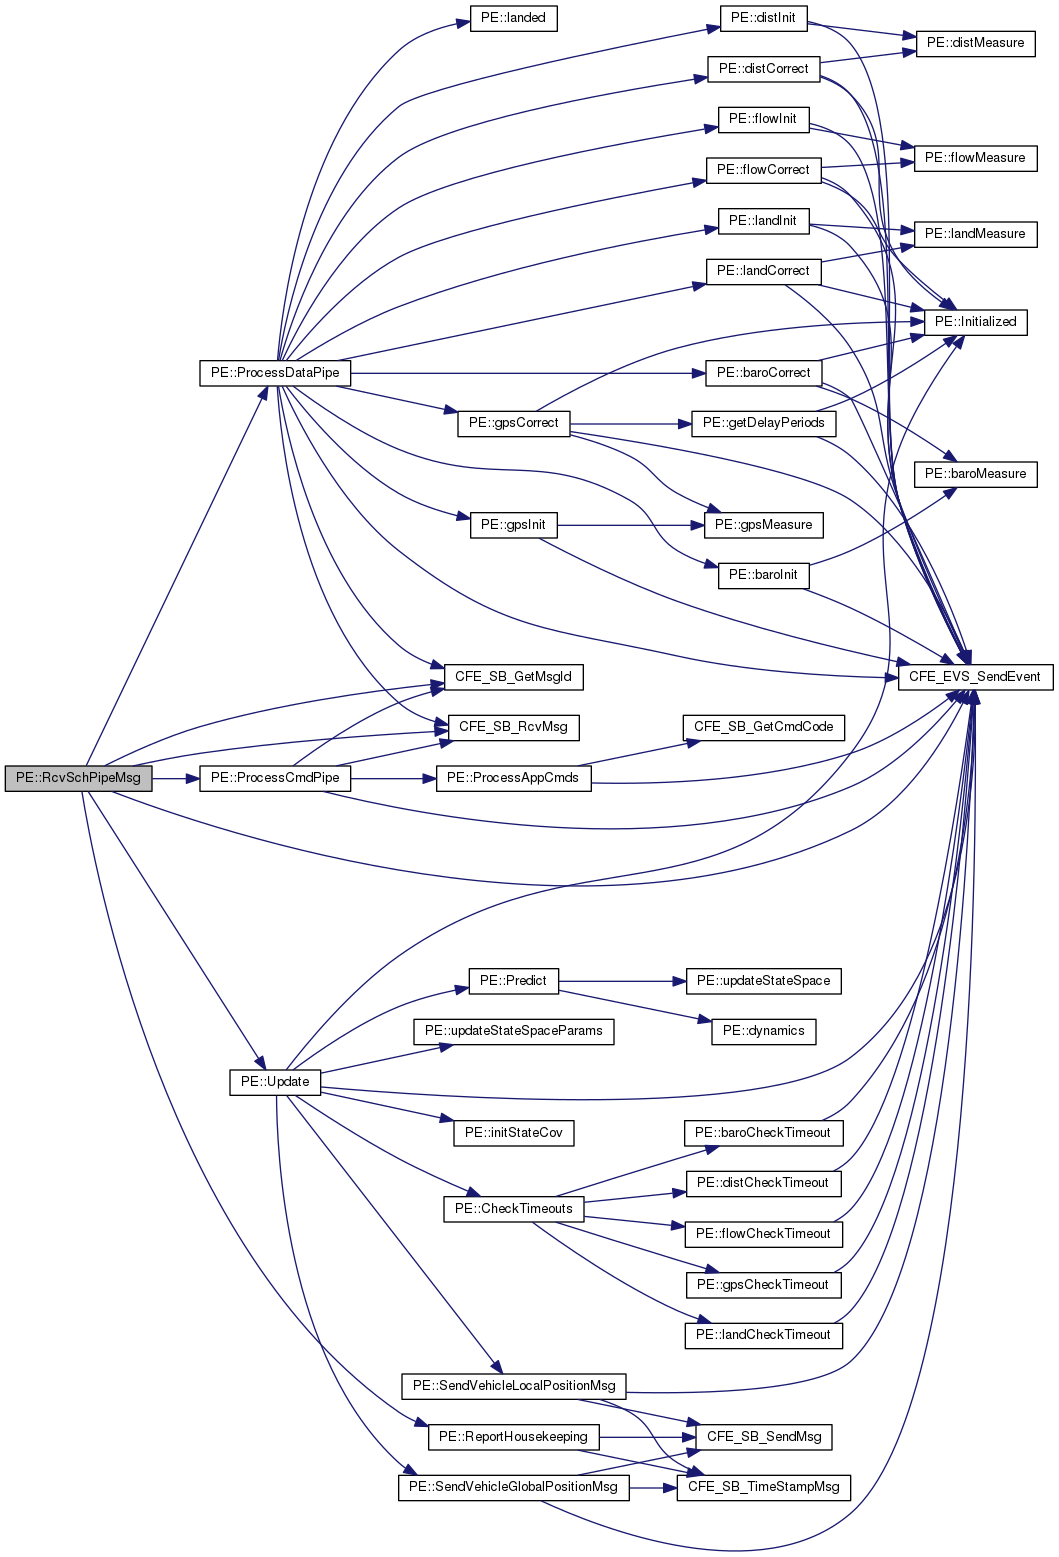 PE::landed
PE::distInit
PE::distMeasure
PE::distCorrect
PE::flowInit
PE::flowMeasure
PE::flowCorrect
PE::landInit
PE::landMeasure
PE::landCorrect
PE::Initialized
PE::ProcessDataPipe
PE::baroCorrect
PE::gpsCorrect
PE::getDelayPeriods
PE::baroMeasure
PE::gpsInit
PE::gpsMeasure
PE::baroInit
CFE_SB_GetMsgId
CFE_EVS_SendEvent
CFE_SB_RcvMsg
CFE_SB_GetCmdCode
PE::RcvSchPipeMsg
PE::ProcessCmdPipe
PE::ProcessAppCmds
PE::Predict
PE::updateStateSpace
PE::updateStateSpaceParams
PE::dynamics
PE::Update
PE::initStateCov
PE::baroCheckTimeout
PE::distCheckTimeout
PE::CheckTimeouts
PE::flowCheckTimeout
PE::gpsCheckTimeout
PE::landCheckTimeout
PE::SendVehicleLocalPositionMsg
PE::ReportHousekeeping
CFE_SB_SendMsg
PE::SendVehicleGlobalPositionMsg
CFE_SB_TimeStampMsg